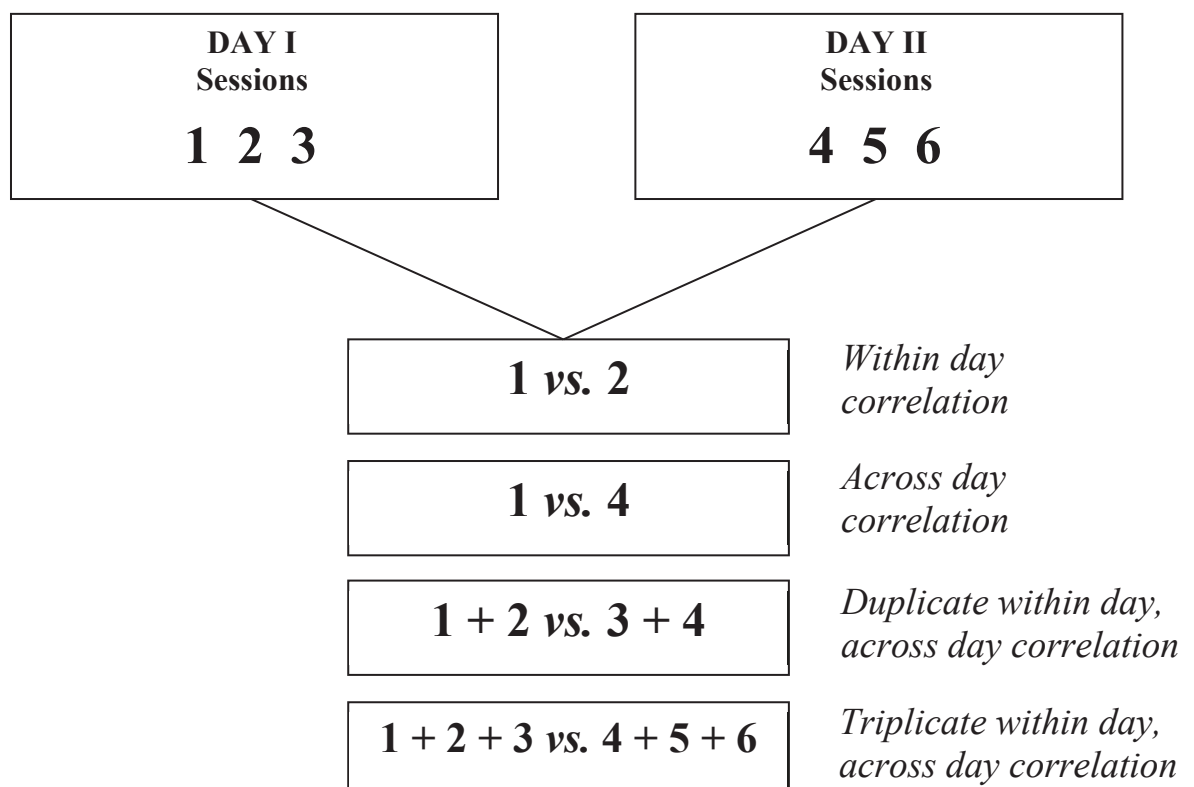 DAY I
Sessions
1 2 3
DAY II
Sessions
4 5 6
1 vs. 2
Within day
correlation
1 vs. 4
Across day
correlation
1 + 2 vs. 3 + 4
Duplicate within day,
across day correlation
1 + 2 + 3 vs. 4 + 5 + 6
Triplicate within day,
across day correlation